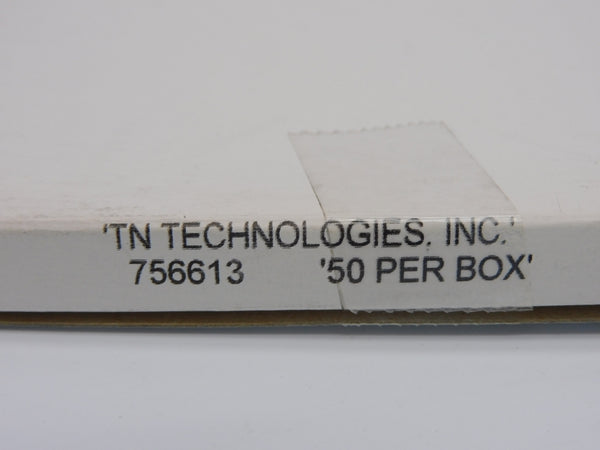 'TN TECHNOLOGIES, INC.'
756613 '50 PER BOX'